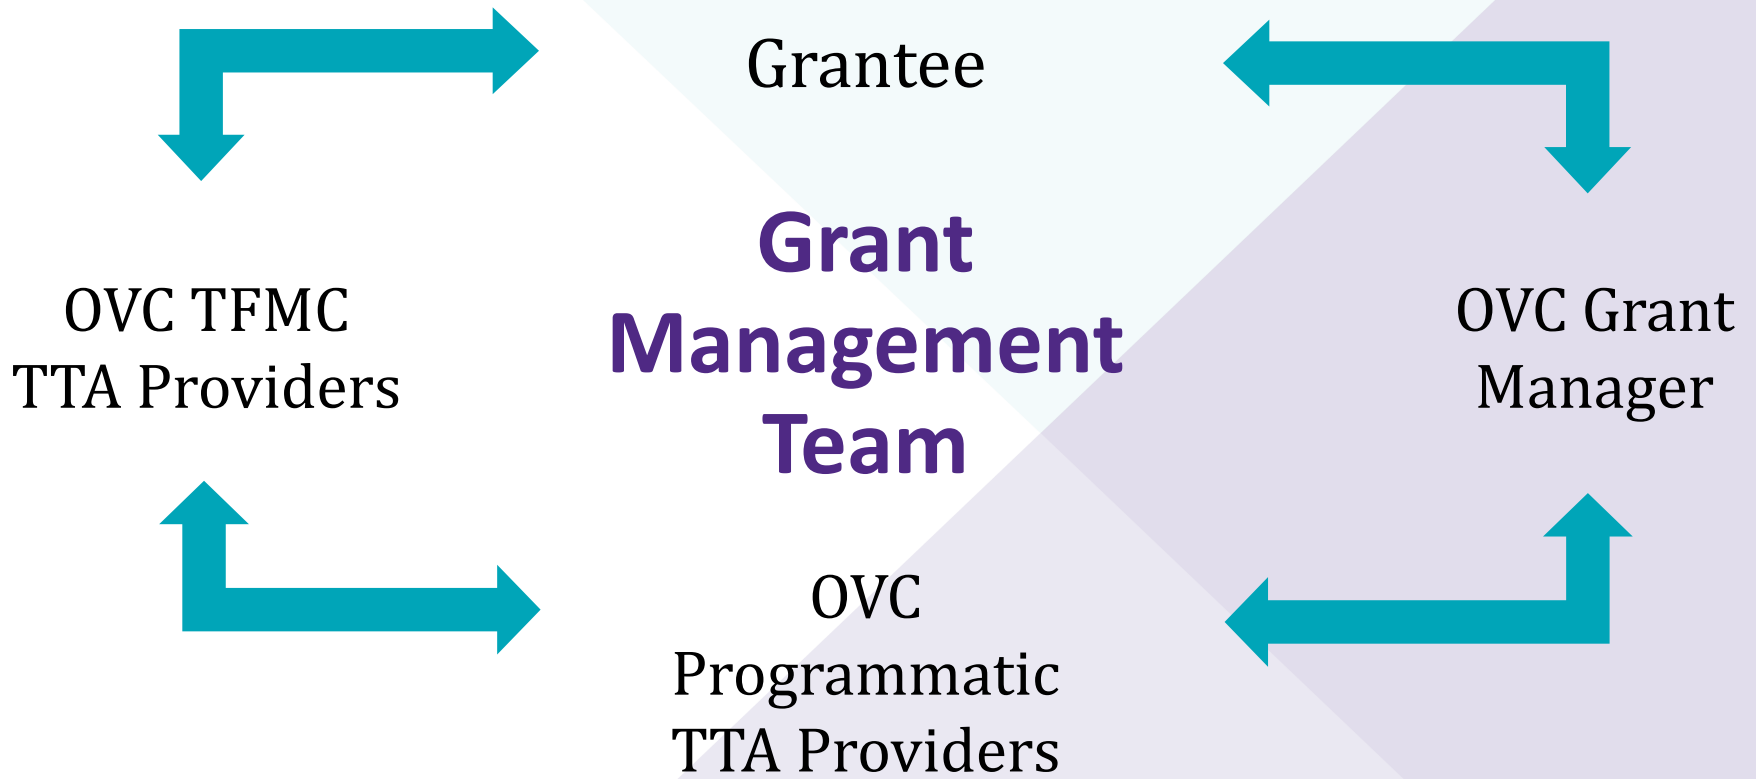 Grantee
Grant
Management
Team
OVC TFMC
TTA Providers
OVC Grant
Manager
OVC
Programmatic
TTA Providers